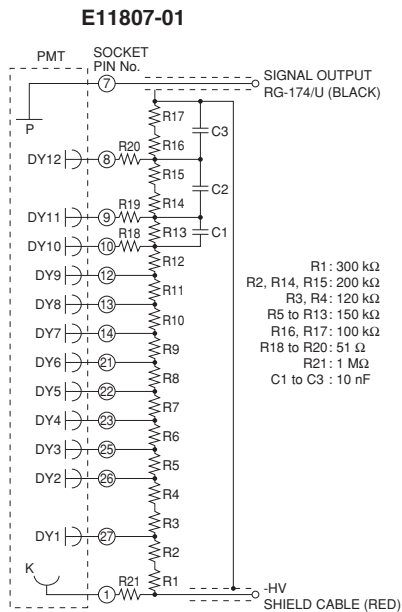 E11807-01
PMT
SOCKET
PIN No.
7
SIGNAL OUTPUT
RG-174/U (BLACK)
P
R17
C3
R16
DY12
8
R20
R15
C2
R14
DY11
9
R19
R13
C1
DY10
10
R18
R12
DY9
12
R11
DY8
13
R10
DY7
14
R9
DY6
21
R8
DY5
22
R7
DY4
23
R6
DY3
25
R5
DY2
26
R4
R3
DY1
27
R2
K
R1
1
R21
-HV
SHIELD CABLE (RED)
R1 : 300 kΩ
R2, R14, R15 : 200 kΩ
R3, R4 : 120 kΩ
R5 to R13 : 150 kΩ
R16, R17 : 100 kΩ
R18 to R20 : 51 Ω
R21 : 1 MΩ
C1 to C3 : 10 nF